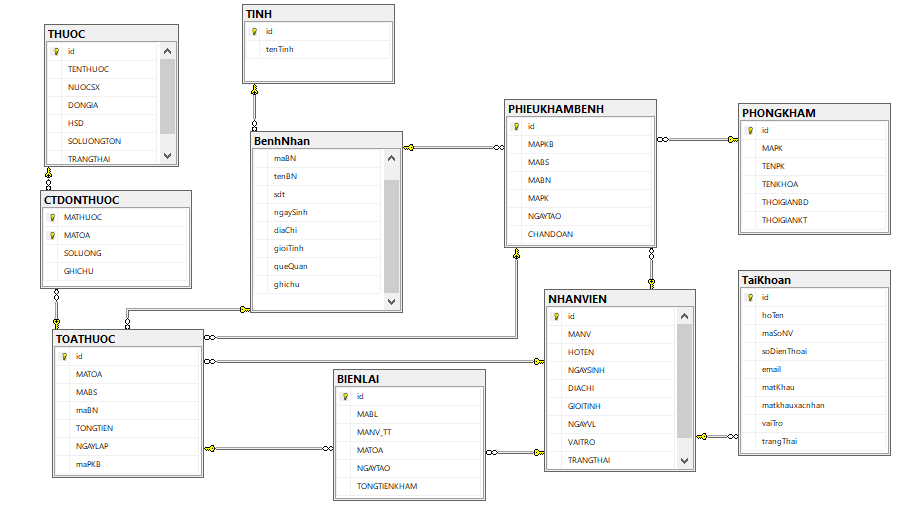 THUOC
id
TENTHUOC
NUOCSX
DONGIA
HSD
SOLUONGTON
TRANGTHAI
TINH
id
tenTinh
CTDONTHUOC
MATHUOC
MATOA
SOLUONG
GHICHU
BenhNhan
maBN
tenBN
sdt
ngaySinh
diaChi
gioiTinh
queQuan
ghichu
PHIEUKHAMBENH
id
MAPKB
MABS
MABN
MAPK
NGAYTAO
CHANDOAN
PHONGKHAM
id
MAPK
TENPK
TENKHOA
THOIGIANBD
THOIGIANKT
TOATHUOC
id
MATOA
MABS
maBN
TONGTIEN
NGAYLAP
maPKB
BIENLAI
id
MABL
MANV_TT
MATOA
NGAYTAO
TONGTIENKHAM
NHANVIEN
id
MANV
HOTEN
NGAYSINH
DIACHI
GIOITINH
NGAYVL
VAITRO
TRANGTHAI
TaiKhoan
id
hoTen
maSoNV
soDienThoai
email
matKhau
matkhauxacnhan
vaiTro
trangThai